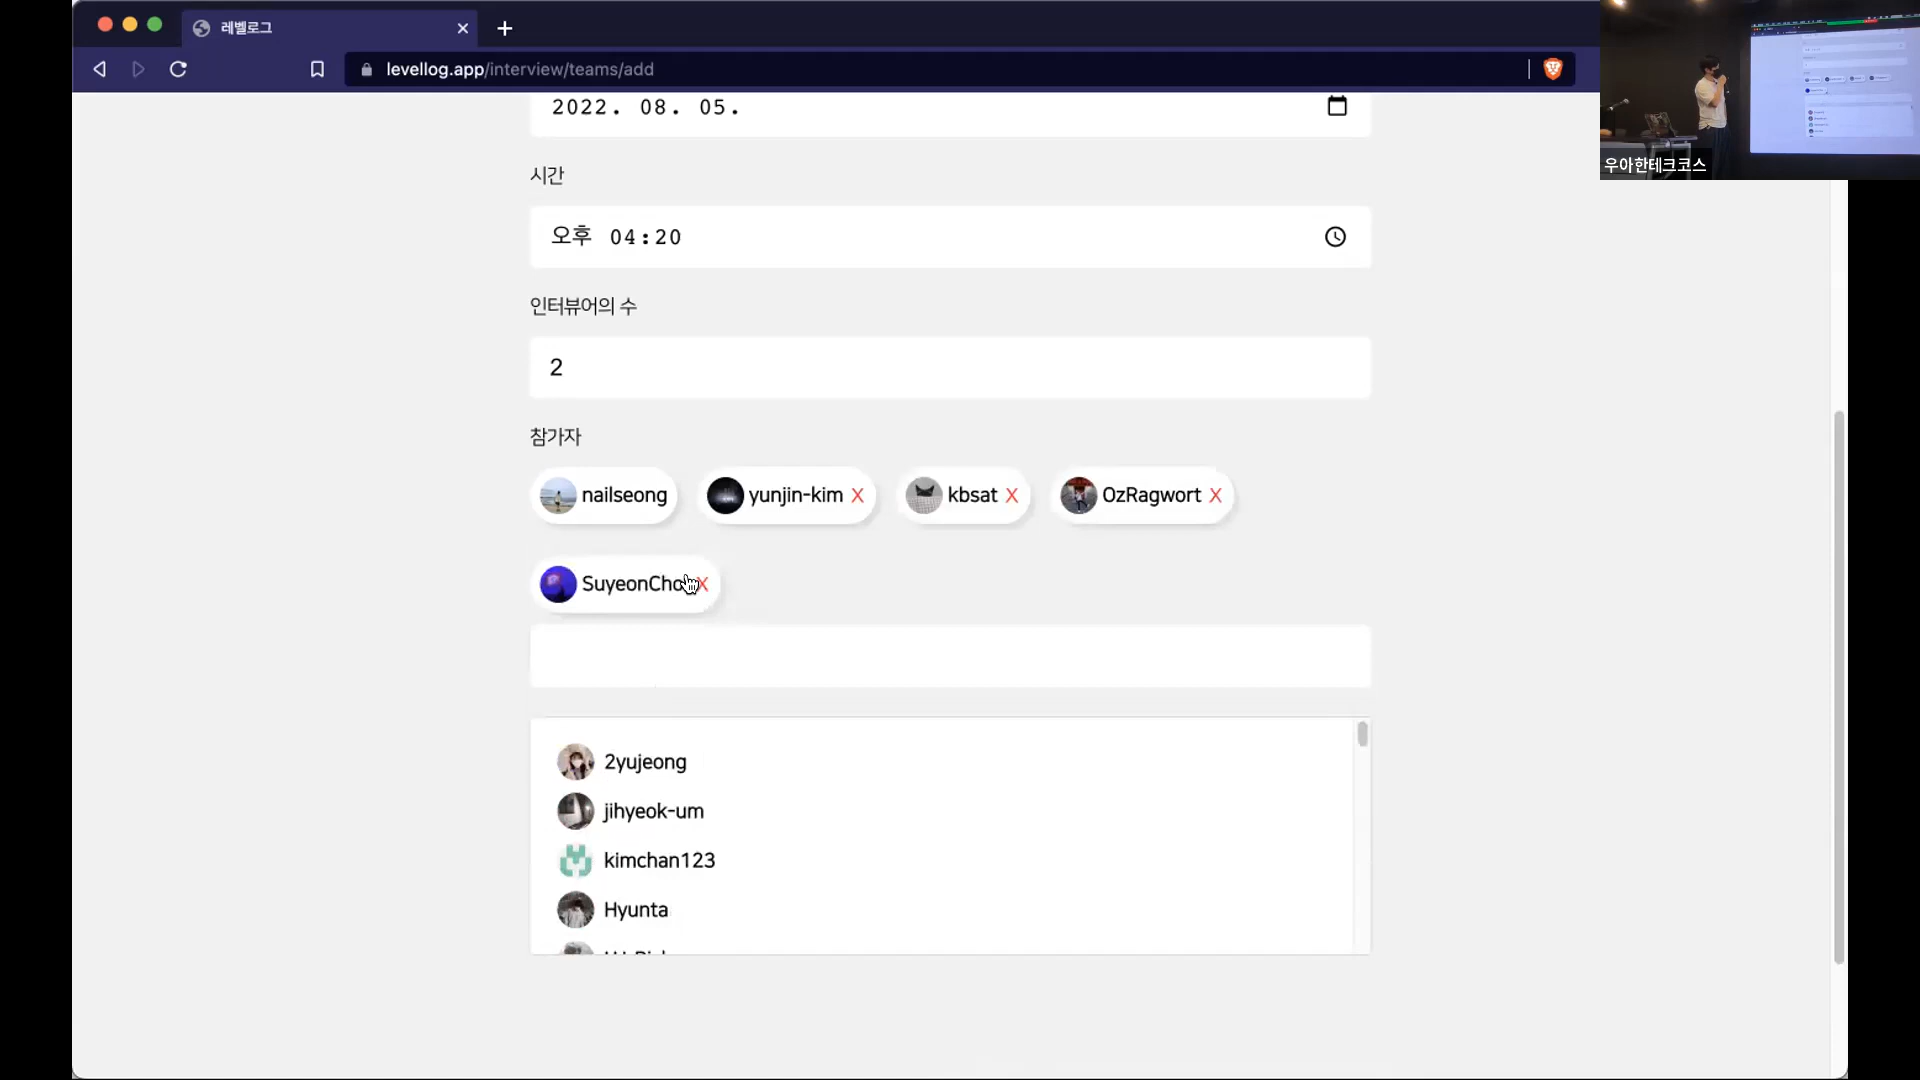 레벨로그
levellog.app/interview/teams/add
우아한테크코스
2022. 08. 05.
시간
오후 04:20
인터뷰어의 수
2
참가자
nailseong
yunjin-kim X
kbsat X
OzRagwort X
SuyeonCho X
2yujeong
jihyeok-um
kimchan123
Hyunta